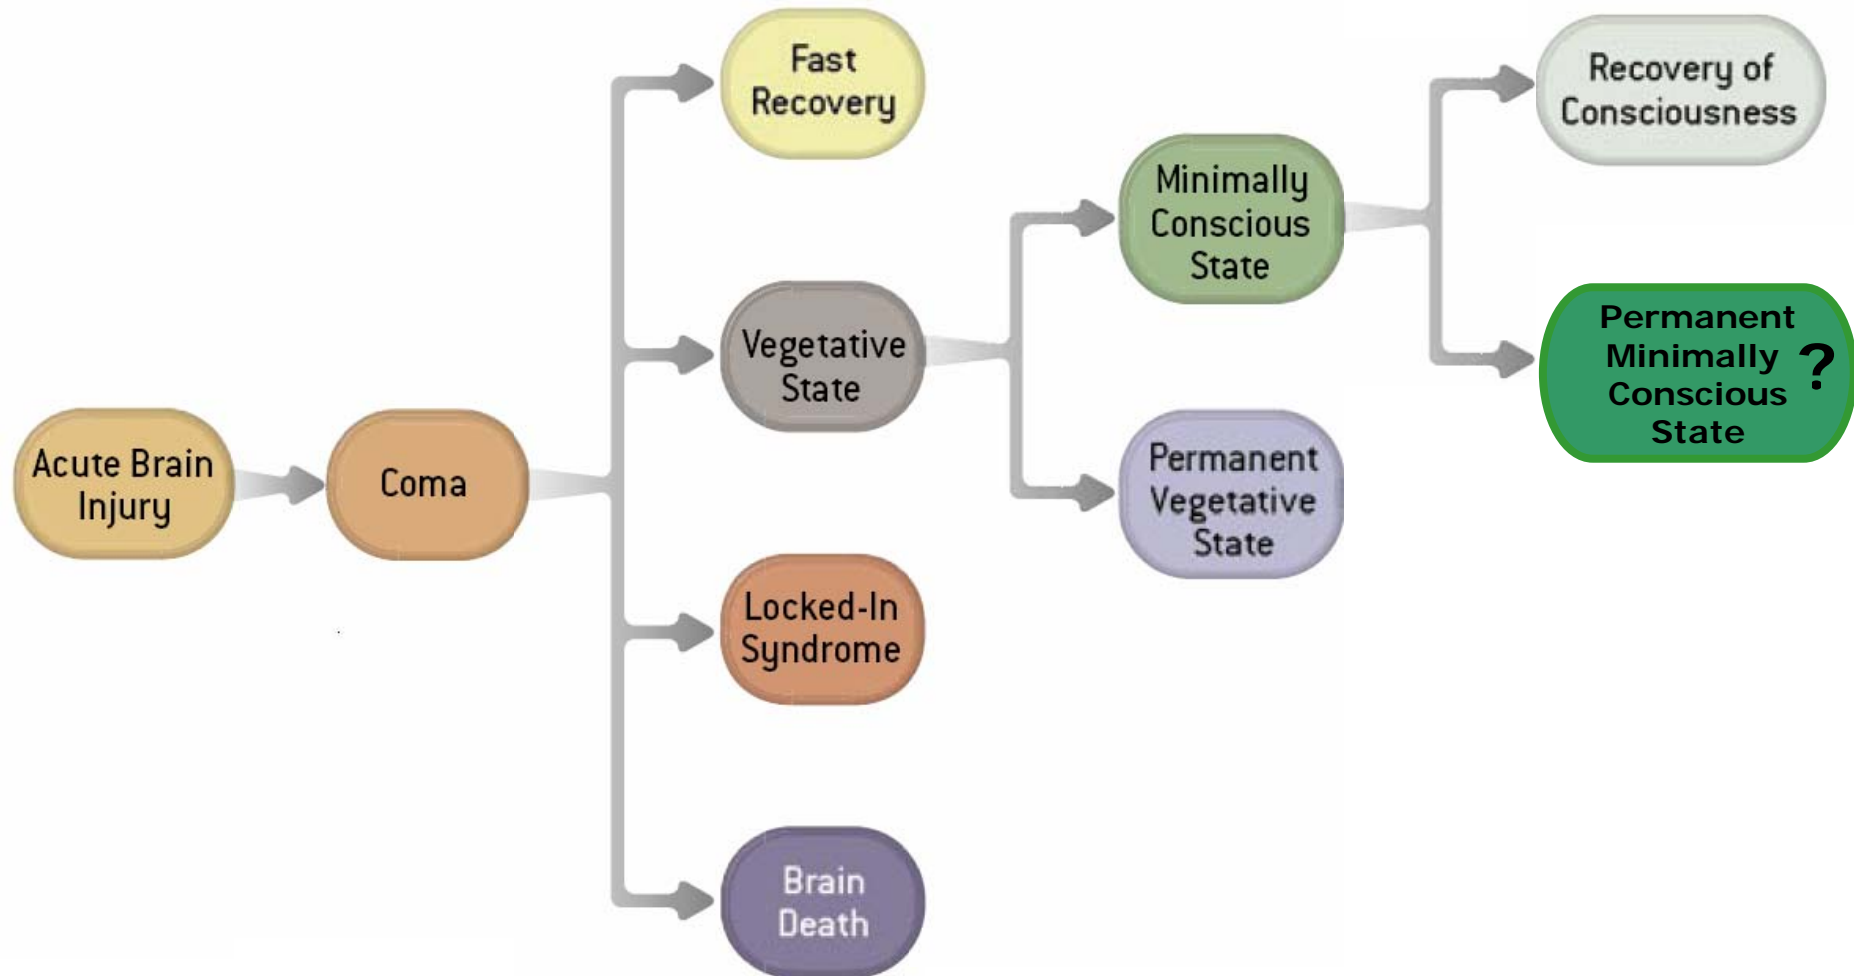 Fast
Recovery
Recovery of
Consciousness
Minimally
Conscious
State
Vegetative
State
Permanent
Minimally ?
Conscious
State
Acute Brain
Injury
Coma
Permanent
Vegetative
State
Locked-In
Syndrome
Brain
Death